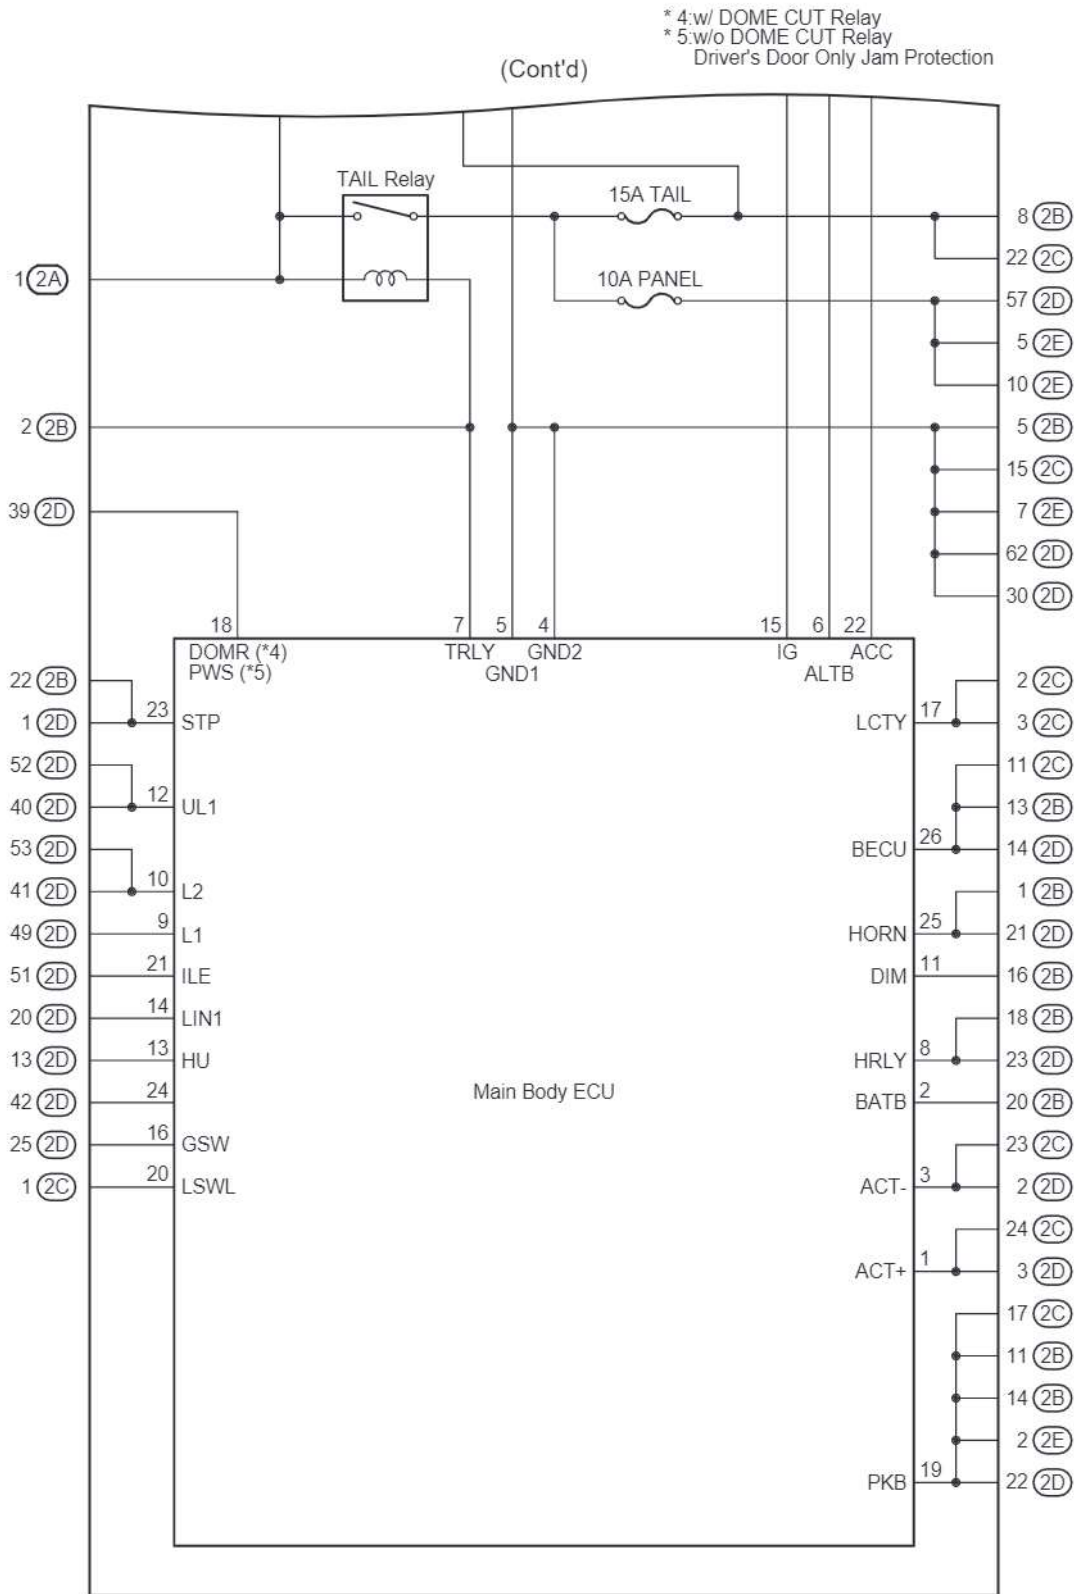 * 4:w/ DOME CUT Relay
* 5:w/o DOME CUT Relay
Driver's Door Only Jam Protection
(Cont'd)
TAIL Relay
15A TAIL
8 2B
22 2C
1 2A
10A PANEL
57 2D
5 2E
10 2E
2 2B
5 2B
15 2C
39 2D
7 2E
62 2D
30 2D
18 7 5 4 15 6 22
DOMR (*4) TRLY GND2 IG ACC
PWS (*5) GND1 ALTB
22 2B
2 2C
1 2D 23 STP
LCTY 17 3 2C
52 2D
11 2C
40 2D 12 UL1
13 2B
53 2D
BECU 26 14 2D
41 2D 10 L2
1 2B
49 2D 9 L1
HORN 25 21 2D
51 2D 21 ILE
DIM 11 16 2B
20 2D 14 LIN1
18 2B
13 2D 13 HU
HRLY 8 23 2D
42 2D 24
Main Body ECU
BATB 2 20 2B
25 2D 16 GSW
23 2C
1 2C 20 LSWL
ACT- 3 2 2D
24 2C
ACT+ 1 3 2D
17 2C
11 2B
14 2B
2 2E
PKB 19 22 2D